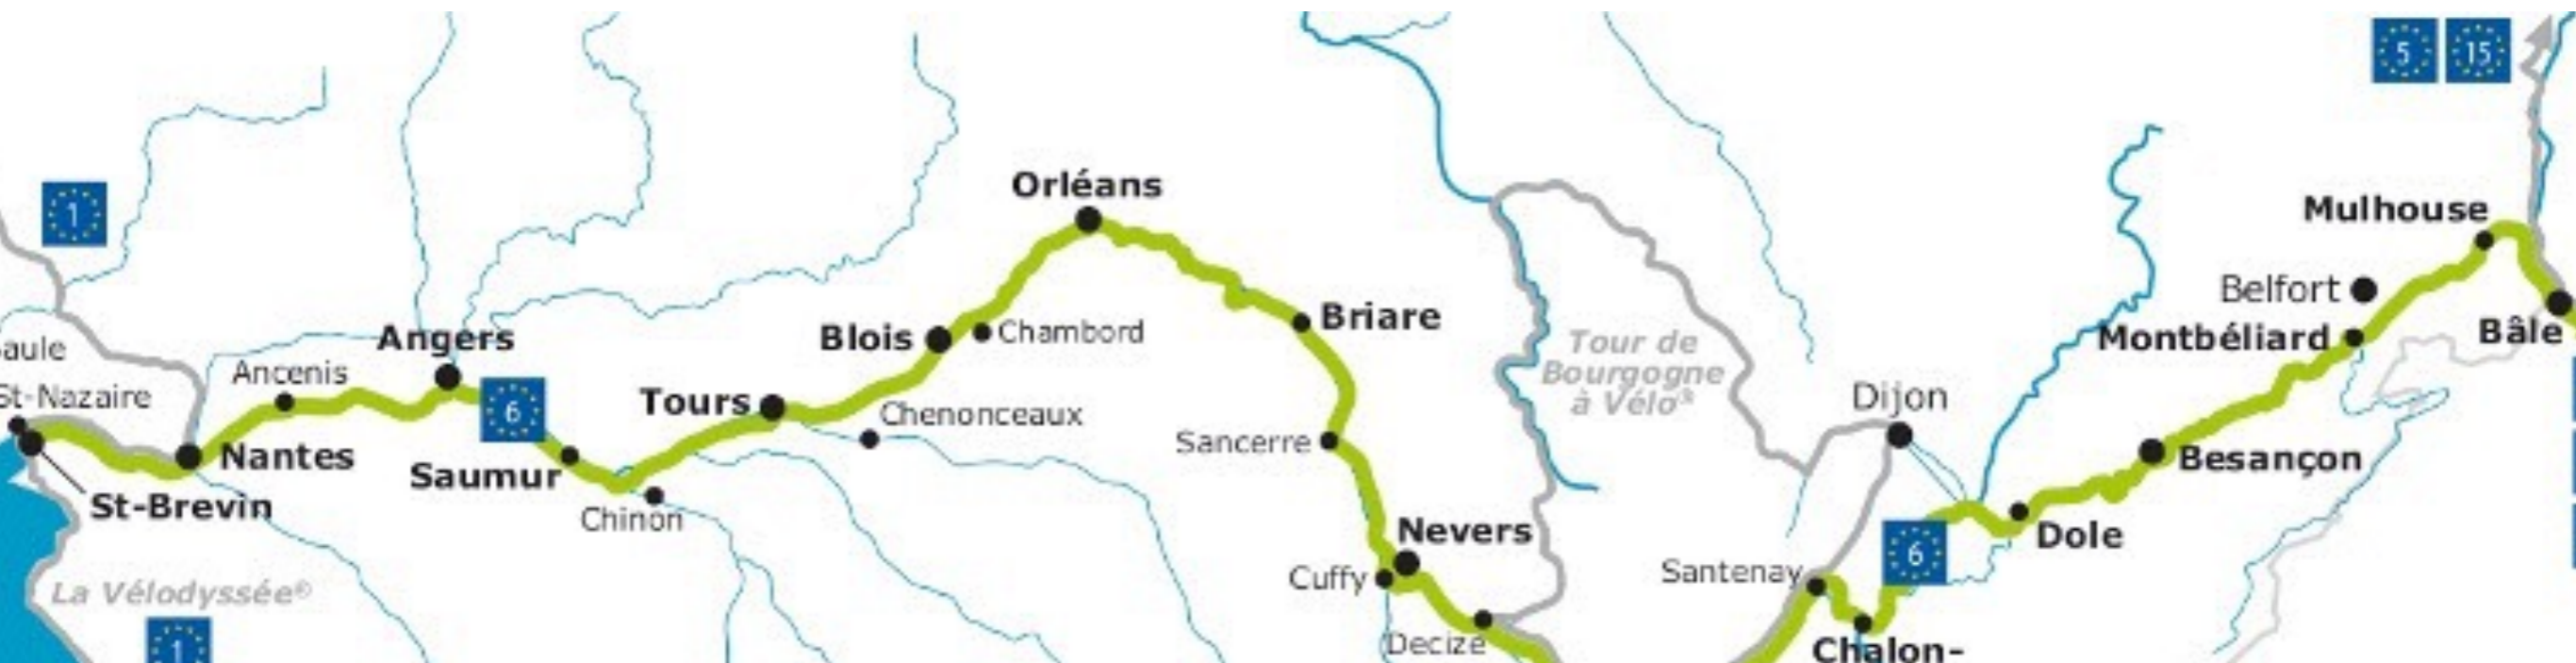 5 15
1
Orléans
Mulhouse
Belfort
Briare
Montbéliard
Bâle
Angers
Blois
Chambord
Tour de
Bourgogne
à Vélo®
St-Nazaire
Ancenis
6
Tours
Chenonceaux
Dijon
Sancerre
Nantes
Saumur
Besançon
St-Brevin
Chinon
Nevers
Dole
6
Cuffy
Santenay
La Vélodyssée®
Decize
Chalon-
1